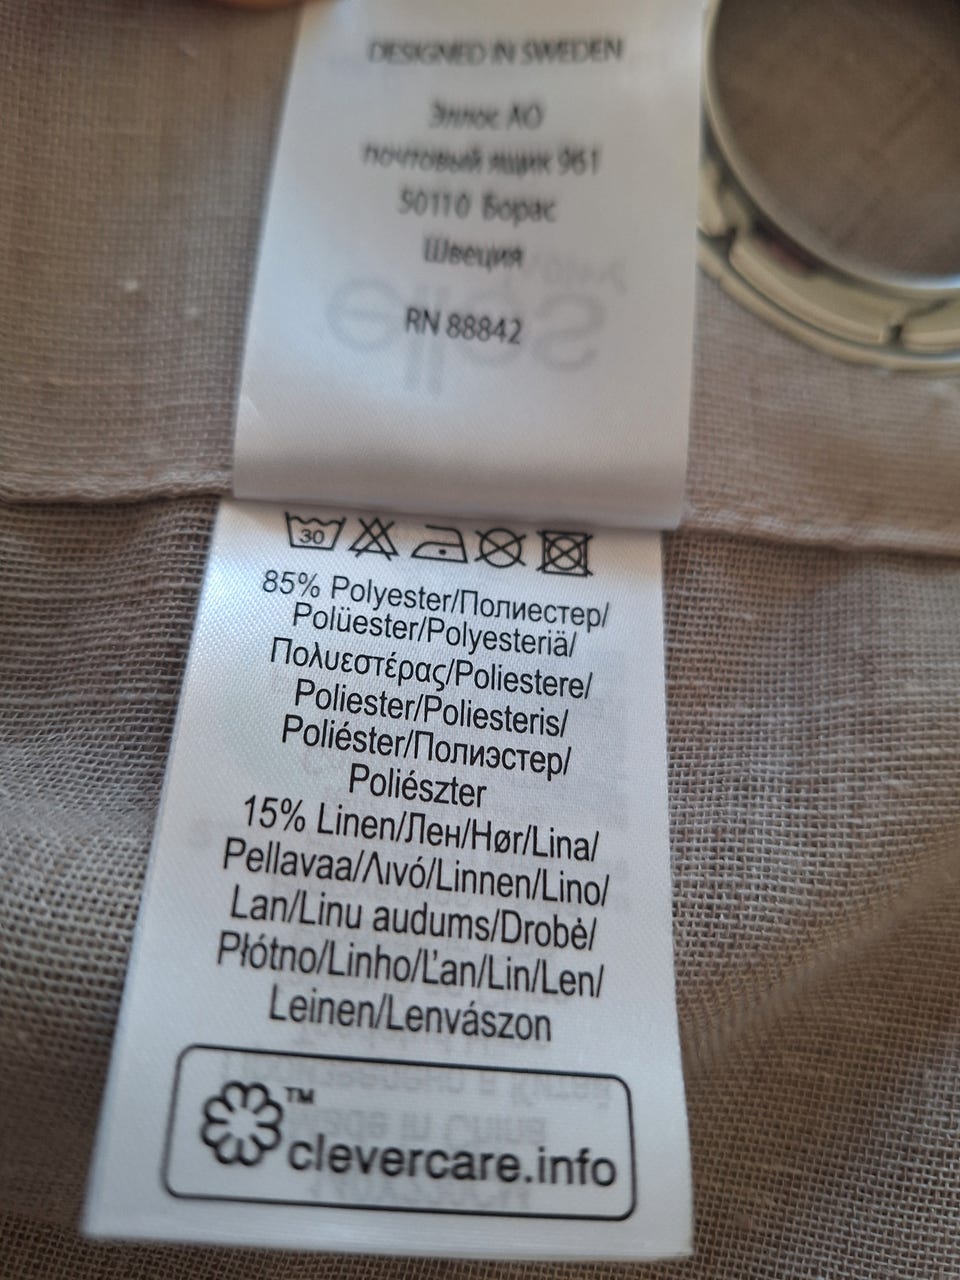 DESIGNED IN SWEDEN
Эллос АО
почтовый ящик 961
50110 Борас
Швеция
RN 88842
30
85% Polyester/Полиестер/
Polüester/Polyesteriä/
Πολυεστέρας/Poliestere/
Poliester/Poliesteris/
Poliéster/Полиэстер/
Poliészter
15% Linen/Лен/Hør/Lina/
Pellavaa/Λινό/Linnen/Lino/
Lan/Linu audums/Drobė/
Płótno/Linho/Ľan/Lin/Len/
Leinen/Lenvászon
™
clevercare.info